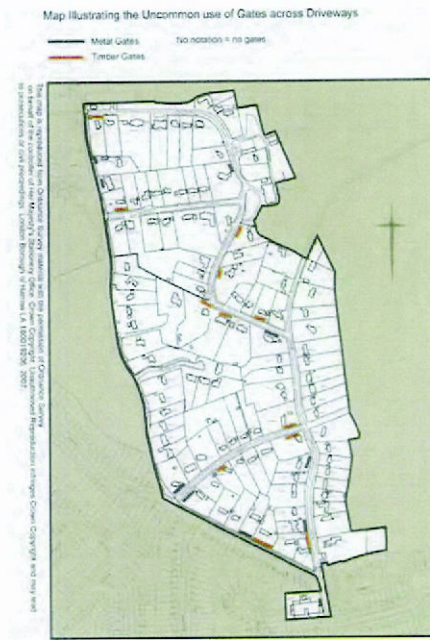 Map Illustrating the Uncommon use of Gates across Driveways
Metal Gates
No notation = no gates
Timber Gates
This map is reproduced from Ordnance Survey material with the permission of Ordnance Survey
on behalf of the controller of Her Majesty's Stationery Office. Crown Copyright. Unauthorised Reproduction infringes Crown Copyright and may lead
to prosecutions or civil proceedings. London Borough of Harrow LA 2007.